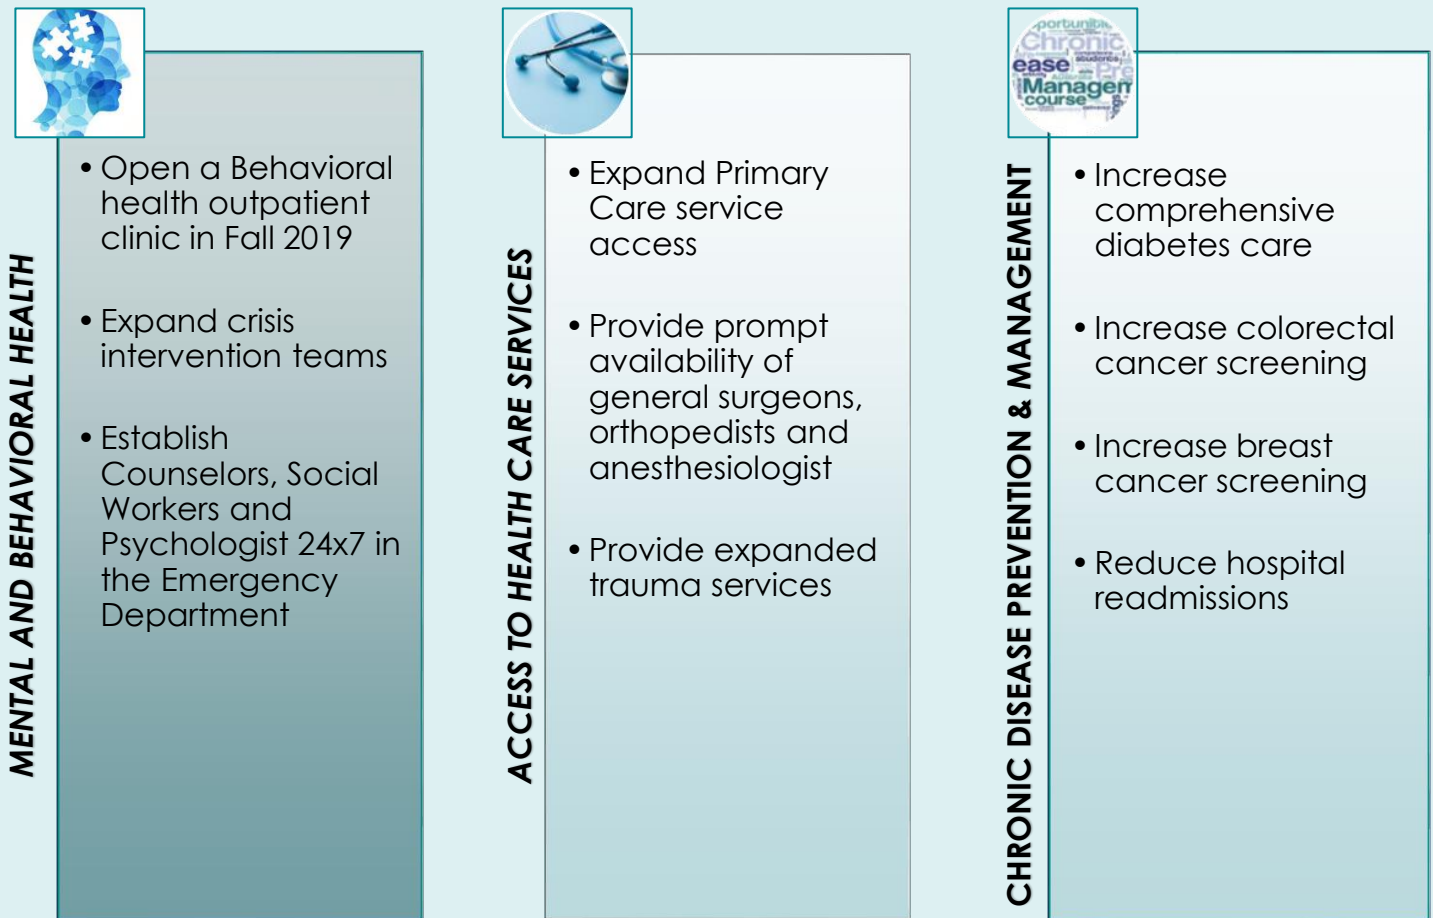 MENTAL AND BEHAVIORAL HEALTH
• Open a Behavioral
health outpatient
clinic in Fall 2019
• Expand crisis
intervention teams
• Establish
Counselors, Social
Workers and
Psychologist 24x7 in
the Emergency
Department
ACCESS TO HEALTH CARE SERVICES
• Expand Primary
Care service
access
• Provide prompt
availability of
general surgeons,
orthopedists and
anesthesiologist
• Provide expanded
trauma services
portunitie
Chronic
ease
students
Pre
Managem
course
CHRONIC DISEASE PREVENTION & MANAGEMENT
• Increase
comprehensive
diabetes care
• Increase colorectal
cancer screening
• Increase breast
cancer screening
• Reduce hospital
readmissions